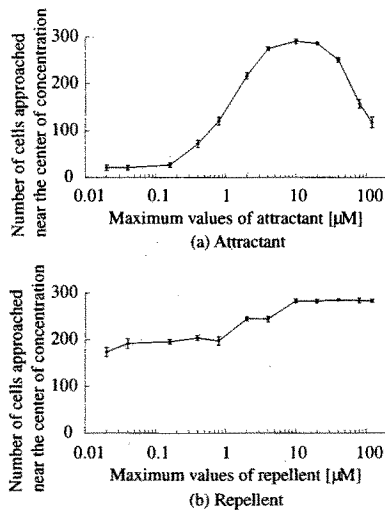 Number of cells approached
near the center of concentration
300
200
100
0
0.01 0.1 1 10 100
Maximum values of attractant [μM]
(a) Attractant
Number of cells approached
near the center of concentration
300
200
100
0
0.01 0.1 1 10 100
Maximum values of repellent [μM]
(b) Repellent